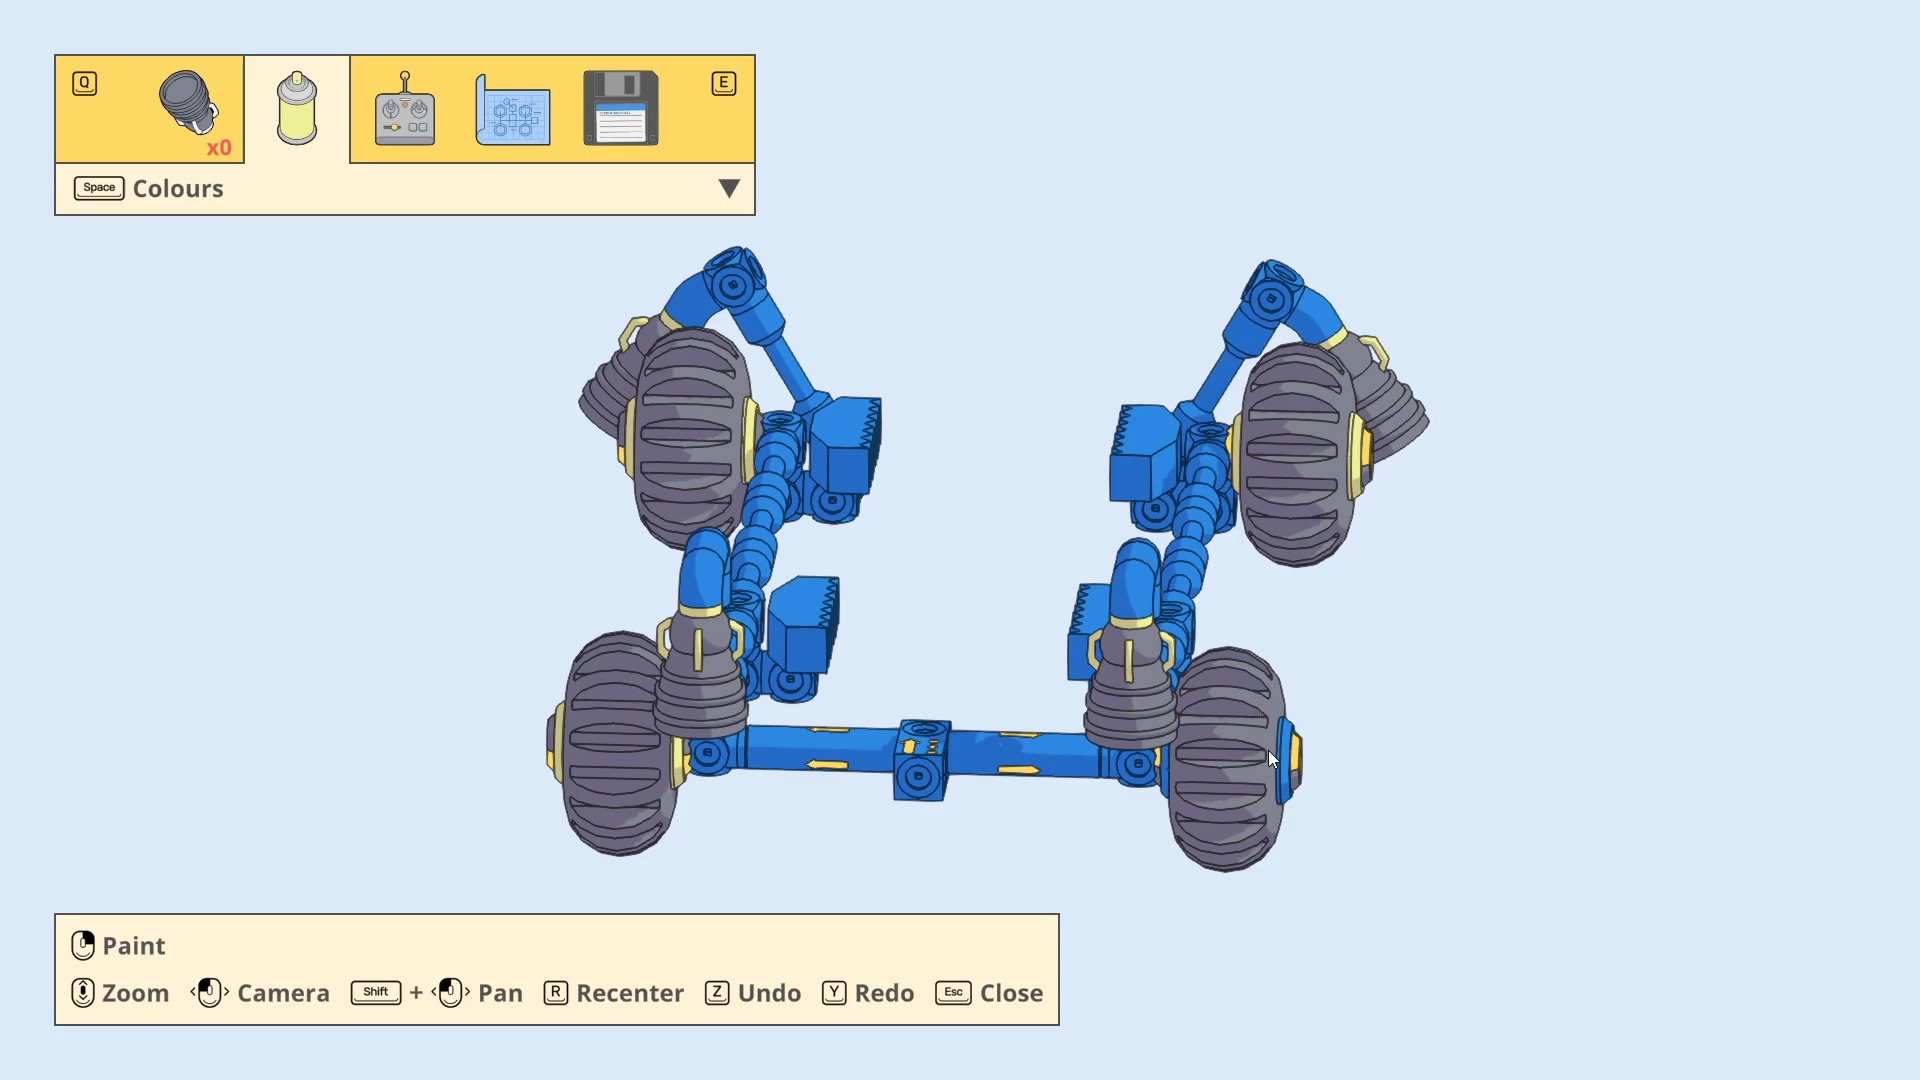 Q
x0
E
Space Colours
Paint
Zoom Camera Shift + Pan R Recenter Z Undo Y Redo Esc Close